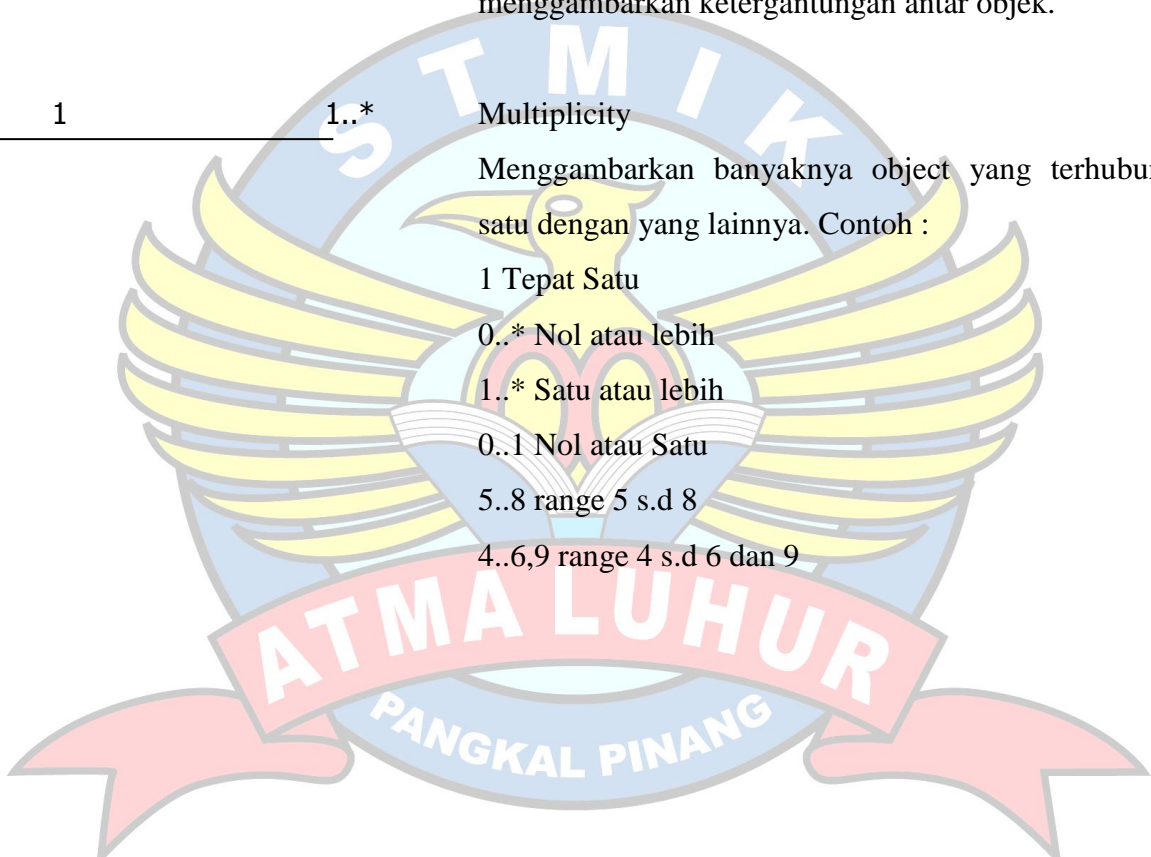 menggambarkan ketergantungan antar objek.
1 1..* Multiplicity
Menggambarkan banyaknya object yang
satu dengan yang lainnya. Contoh :
1 Tepat Satu
0..* Nol atau lebih
1..* Satu atau lebih
0..1 Nol atau Satu
5..8 range 5 s.d 8
4..6,9 range 4 s.d 6 dan 9
STMIK
ATMA LUHUR
PANGKAL PINANG